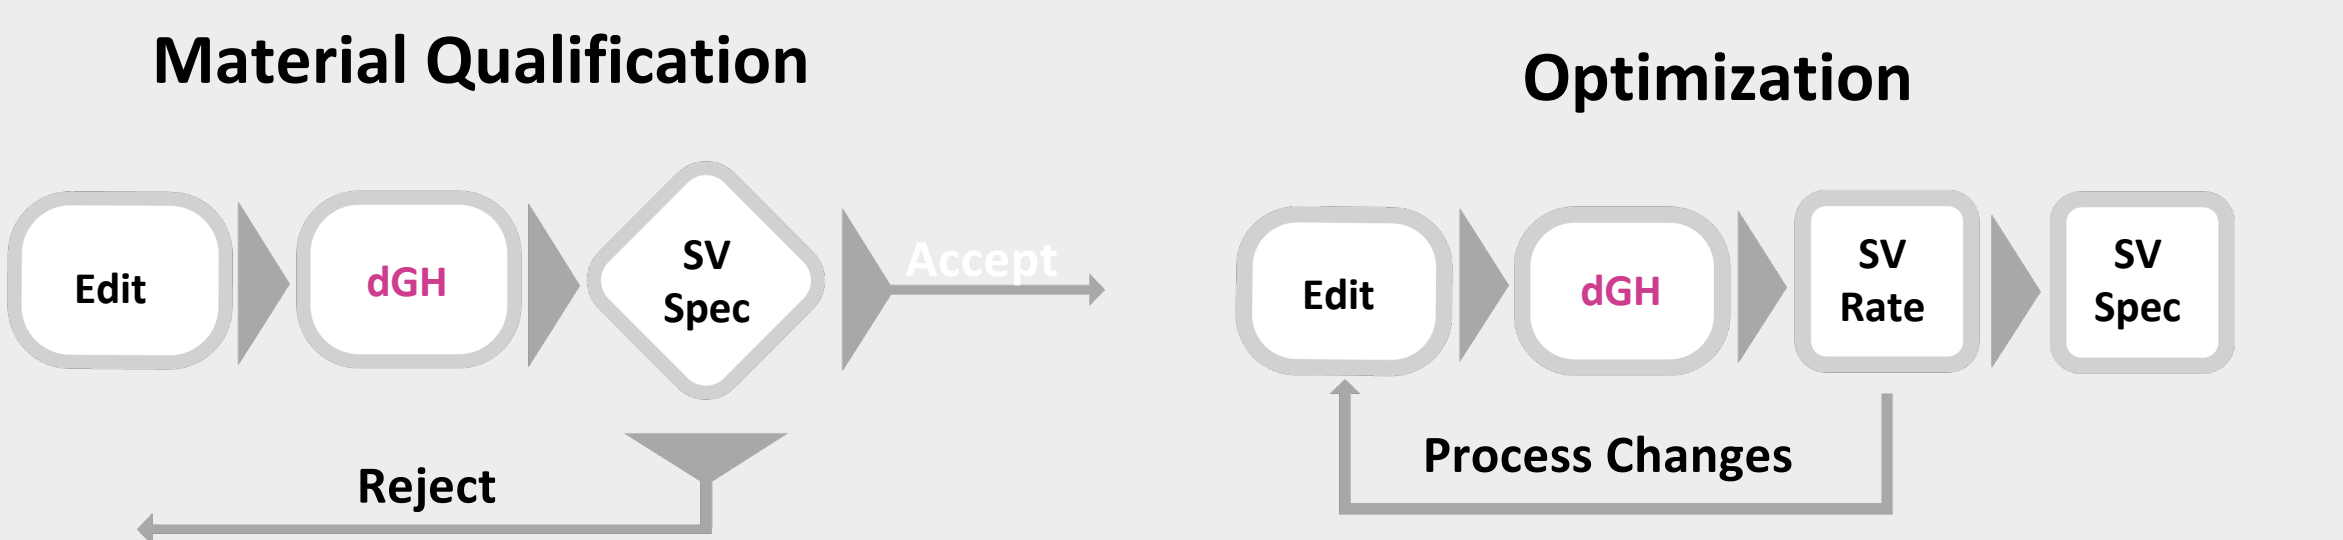 Material Qualification
Edit
dGH
SV
Spec
Accept
Reject
Optimization
Edit
dGH
SV
Rate
SV
Spec
Process Changes